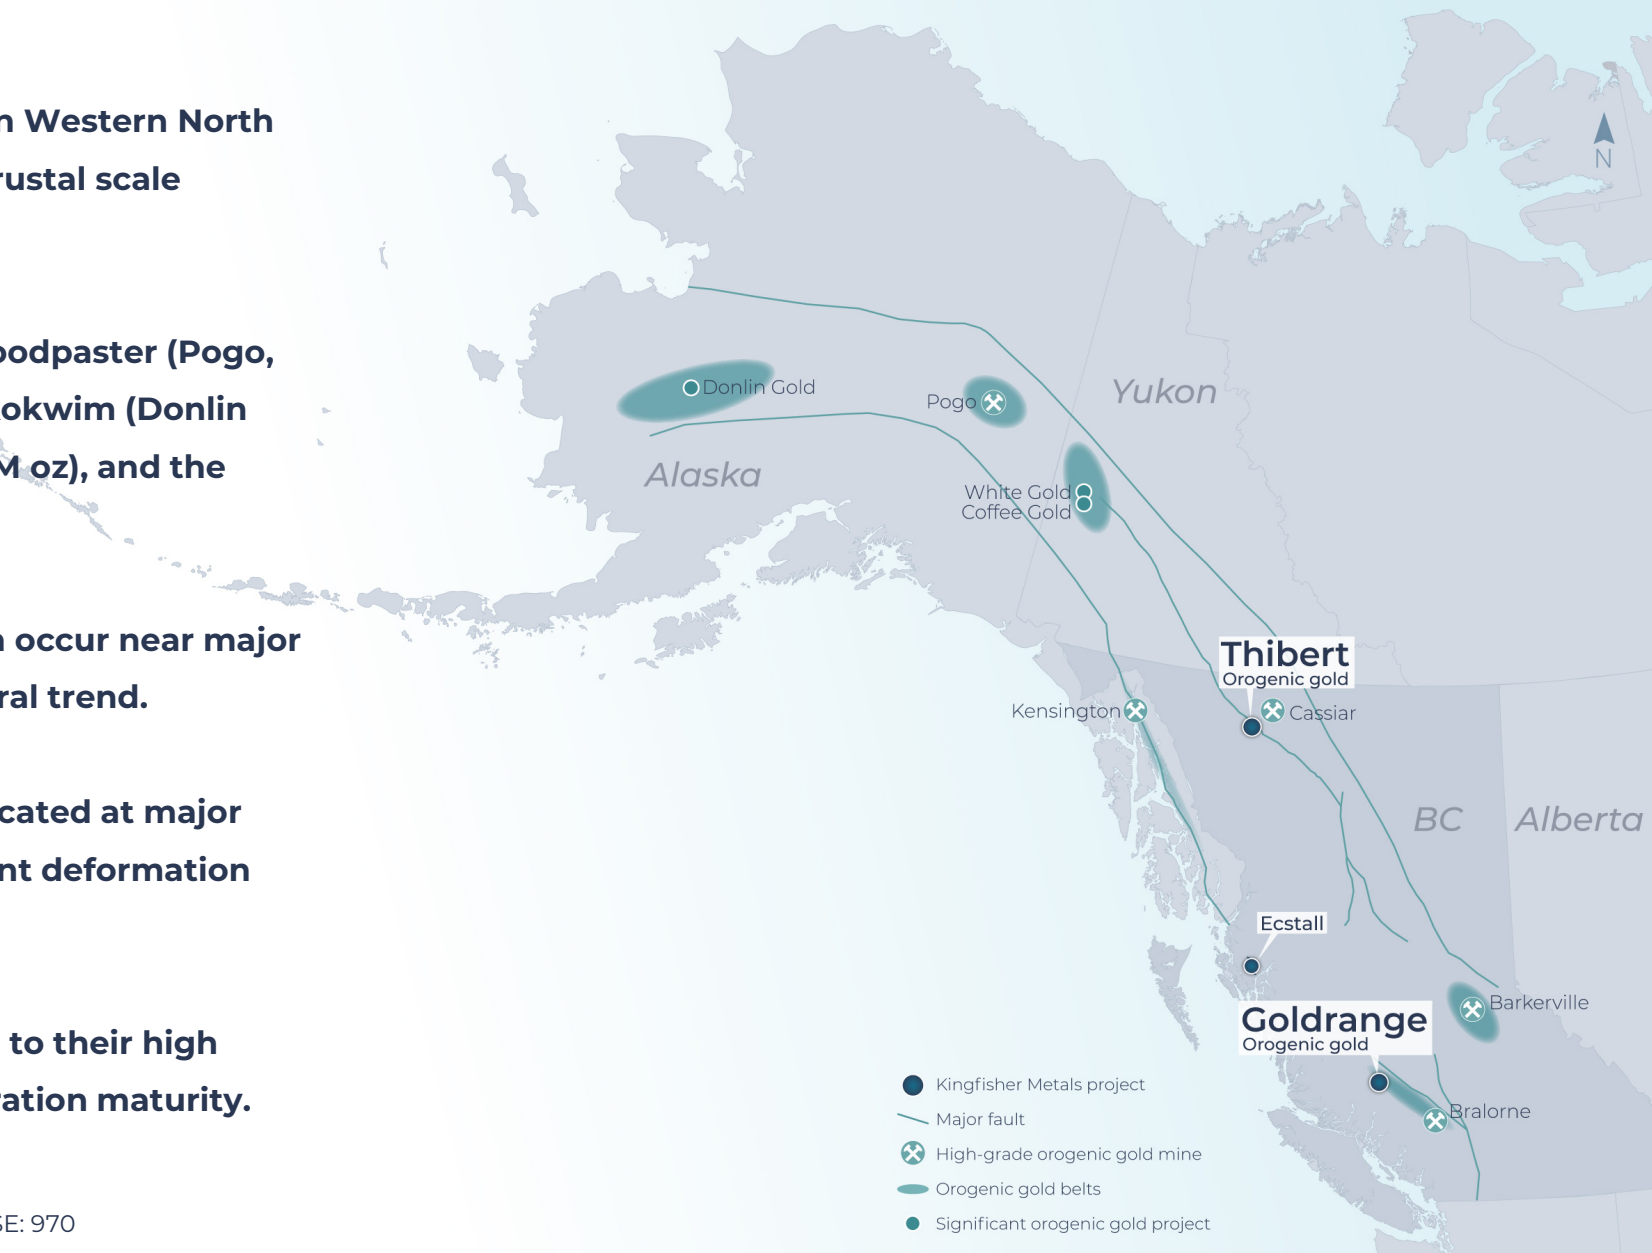 n Western North
rustal scale
oodpaster (Pogo,
okwim (Donlin
M oz), and the
n occur near major
ral trend.
cated at major
nt deformation
to their high
ration maturity.
SE: 970
N
Yukon
Donlin Gold
Pogo
Alaska
White Gold
Coffee Gold
Thibert
Orogenic gold
Kensington
Cassiar
BC
Alberta
Ecstall
Barkerville
Goldrange
Orogenic gold
Bralorne
Kingfisher Metals project
Major fault
High-grade orogenic gold mine
Orogenic gold belts
Significant orogenic gold project